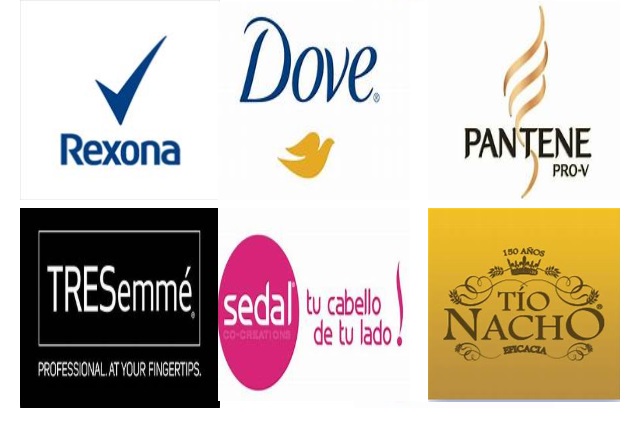 Rexona
Dove®
PANTENE
PRO-V
TRESemmé®
PROFESSIONAL. AT YOUR FINGERTIPS.
sedal®
CO-CREATIONS
tu cabello
de tu lado!
150 AÑOS
TÍO
NACHO®
EFICACIA